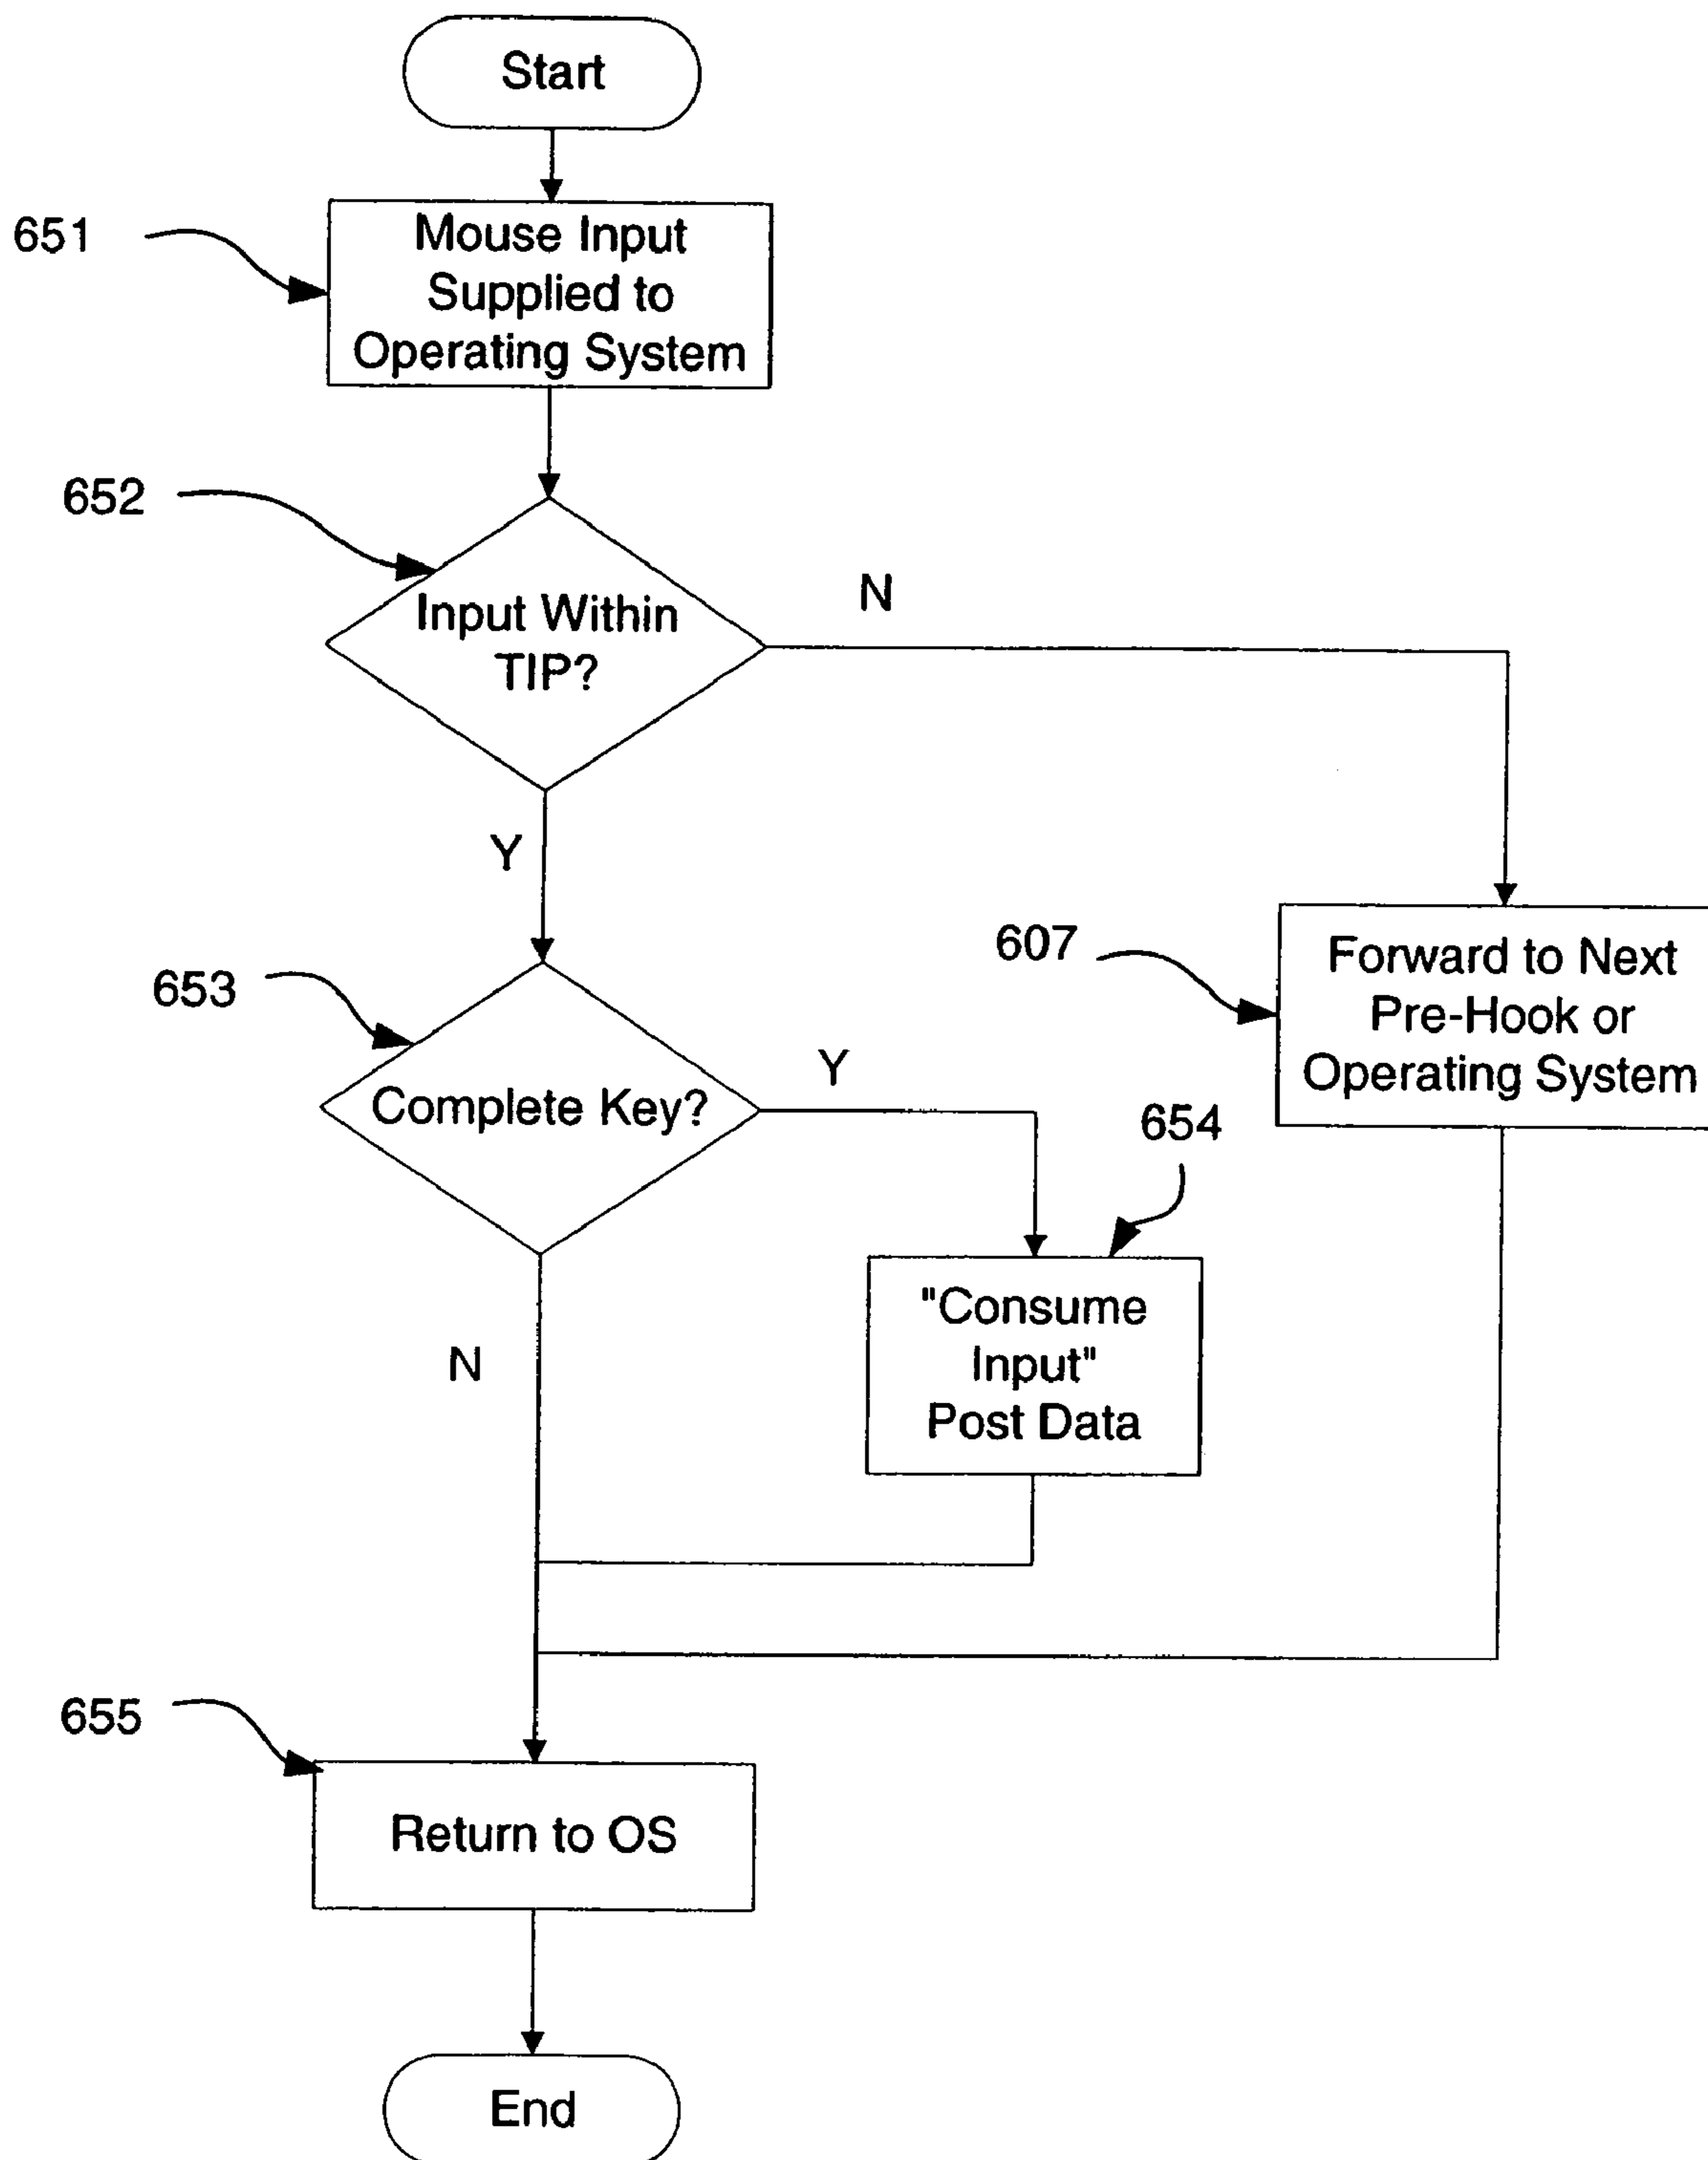 Start
651
Mouse Input
Supplied to
Operating System
652
Input Within
TIP?
N
Y
607
Forward to Next
Pre-Hook or
Operating System
653
Complete Key?
Y
654
"Consume
Input"
Post Data
N
655
Return to OS
End